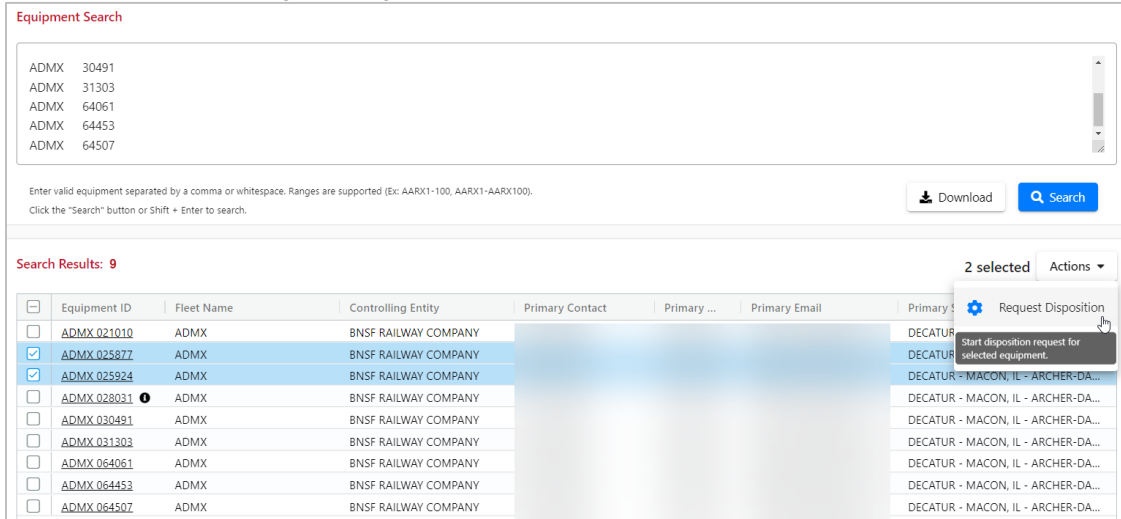 Equipment Search
ADMX 30491
ADMX 31303
ADMX 64061
ADMX 64453
ADMX 64507
Enter valid equipment separated by a comma or whitespace. Ranges are supported (Ex: AARX1-100, AARX1-AARX100).
Click the "Search" button or Shift + Enter to search.
Download Search
Search Results: 9
2 selected Actions
Equipment ID Fleet Name Controlling Entity Primary Contact Primary ... Primary Email Primary S
Request Disposition
Start disposition request for
selected equipment.
ADMX 021010 ADMX BNSF RAILWAY COMPANY DECATUR
ADMX 025877 ADMX BNSF RAILWAY COMPANY DECATUR
ADMX 025924 ADMX BNSF RAILWAY COMPANY DECATUR - MACON, IL - ARCHER-DA...
ADMX 028031 ADMX BNSF RAILWAY COMPANY DECATUR - MACON, IL - ARCHER-DA...
ADMX 030491 ADMX BNSF RAILWAY COMPANY DECATUR - MACON, IL - ARCHER-DA...
ADMX 031303 ADMX BNSF RAILWAY COMPANY DECATUR - MACON, IL - ARCHER-DA...
ADMX 064061 ADMX BNSF RAILWAY COMPANY DECATUR - MACON, IL - ARCHER-DA...
ADMX 064453 ADMX BNSF RAILWAY COMPANY DECATUR - MACON, IL - ARCHER-DA...
ADMX 064507 ADMX BNSF RAILWAY COMPANY DECATUR - MACON, IL - ARCHER-DA...